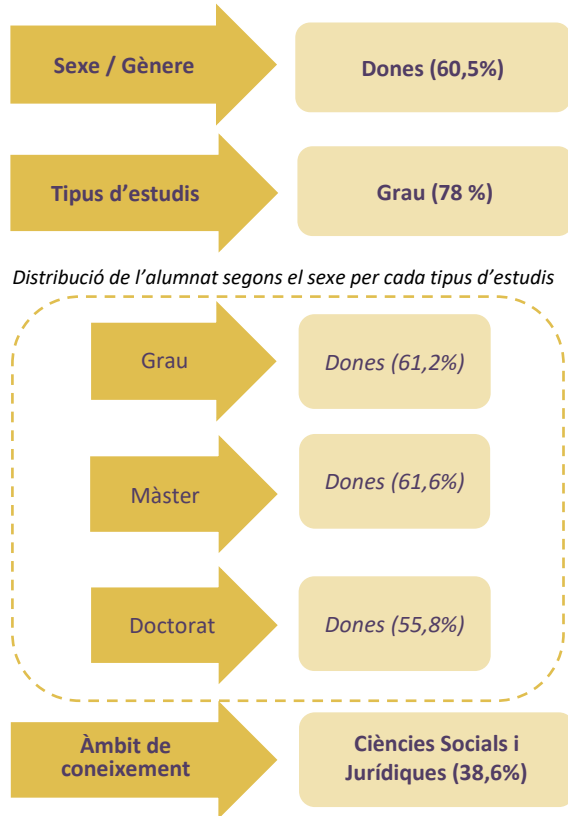 Sexe / Gènere
Dones (60,5%)
Tipus d’estudis
Grau (78 %)
Distribució de l’alumnat segons el sexe per cada tipus d’estudis
Grau
Dones (61,2%)
Màster
Dones (61,6%)
Doctorat
Dones (55,8%)
Àmbit de
coneixement
Ciències Socials i
Jurídiques (38,6%)